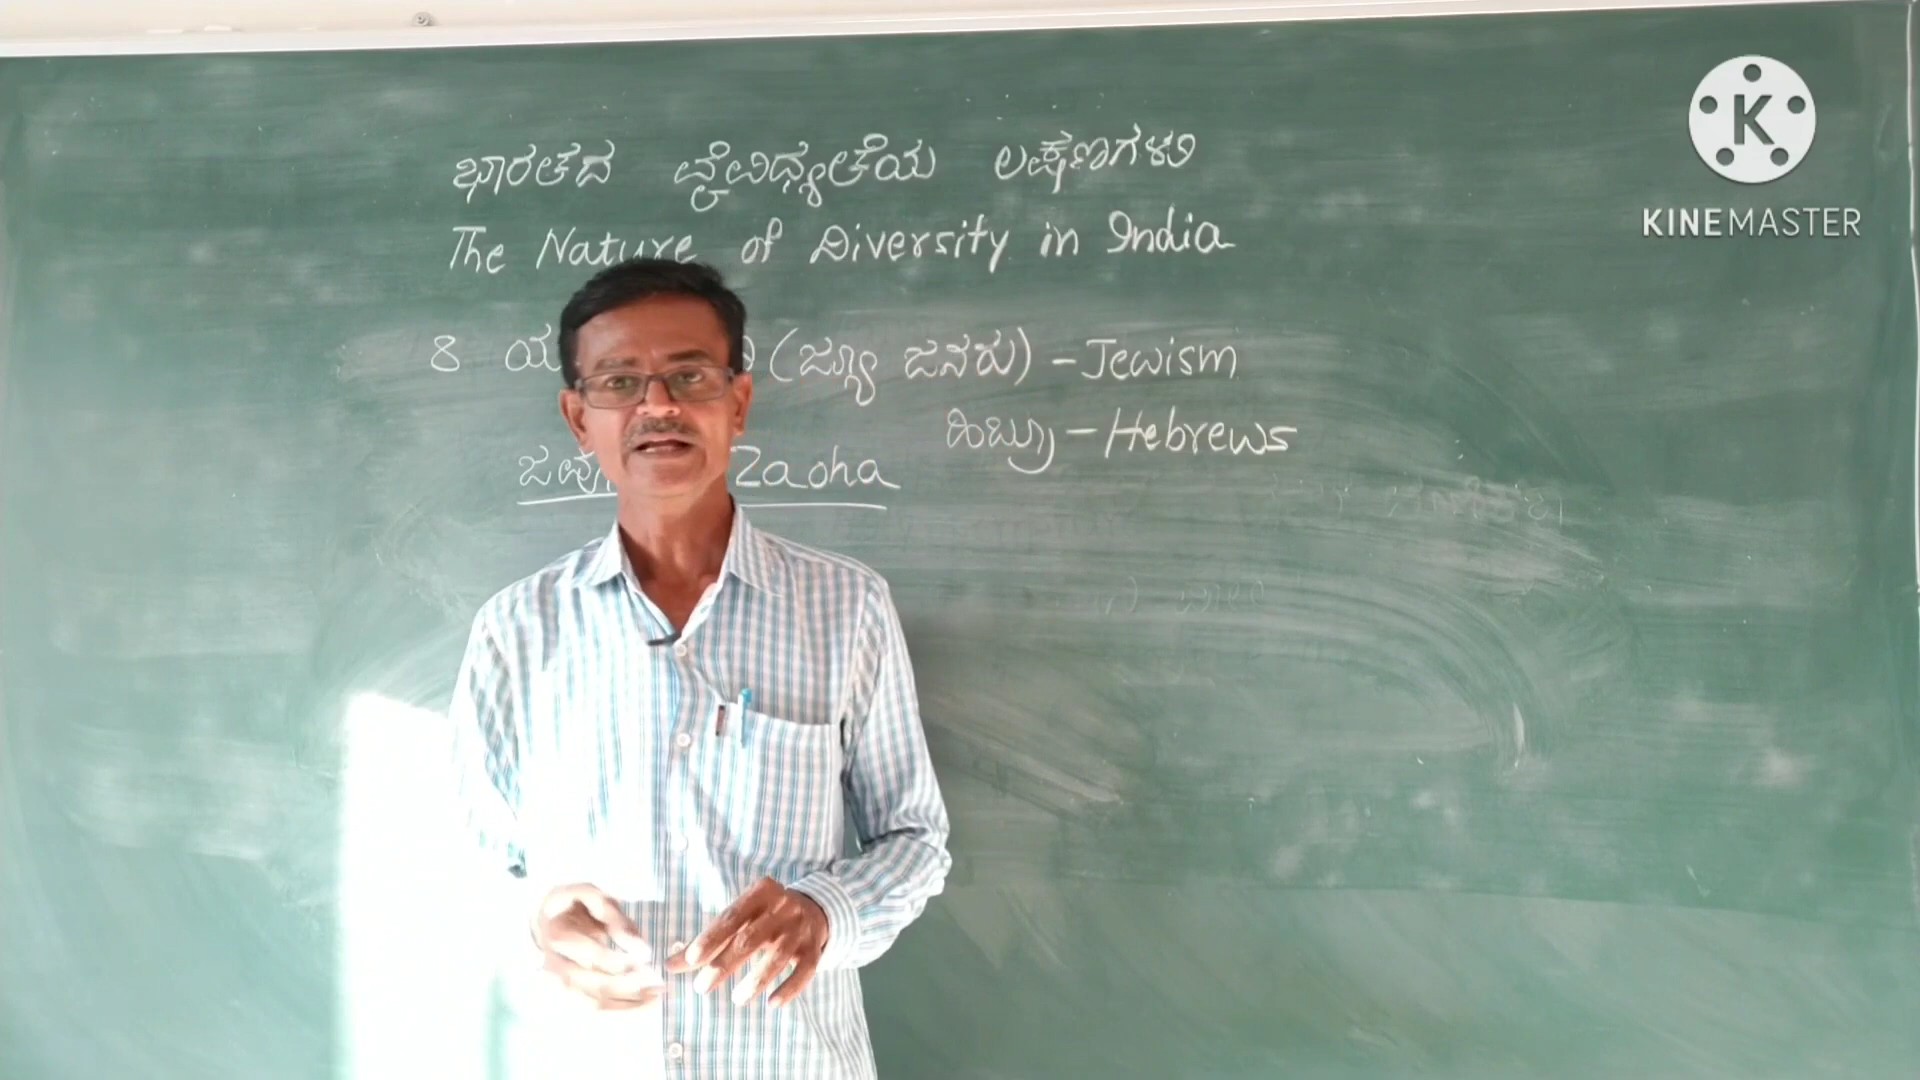 ಭಾರತದ ವೈವಿಧ್ಯತೆಯ ಲಕ್ಷಣಗಳು
The Nature of Diversity in India
8 (ಜ್ಯೂ ಜನರು) - Jewism
ಹಿಬ್ರೂ - Hebrews
Zaoha
KINEMASTER